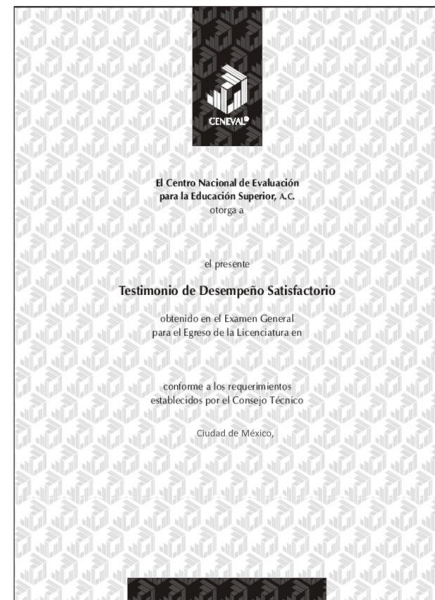 CENEVAL®
El Centro Nacional de Evaluación
para la Educación Superior, A.C.
otorga a
el presente
Testimonio de Desempeño Satisfactorio
obtenido en el Examen General
para el Egreso de la Licenciatura en
conforme a los requerimientos
establecidos por el Consejo Técnico
Ciudad de México,